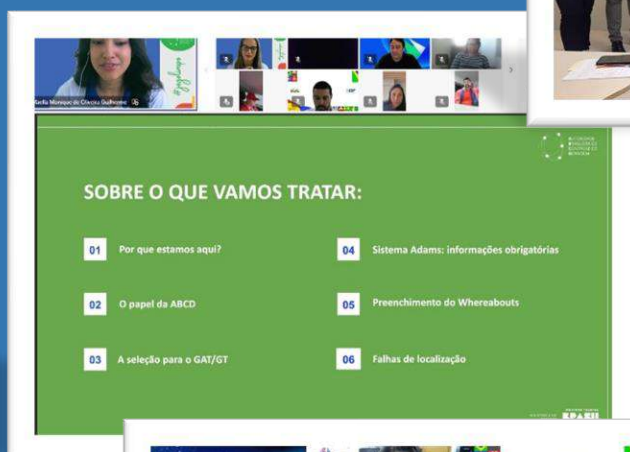 SOBRE O QUE VAMOS TRATAR:
01 Por que estamos aqui?
02 O papel da ABCD
03 A seleção para o GAT/GT
04 Sistema Adams: informações obrigatórias
05 Preenchimento do Whereabouts
06 Falhas de localização